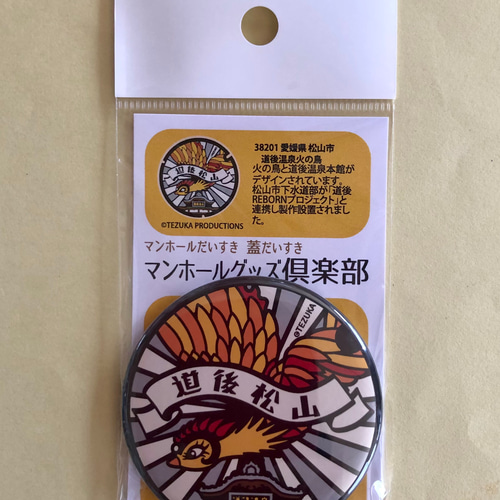 38201 愛媛県 松山市
道後温泉火の鳥
火の鳥と道後温泉本館が
デザインされています。
松山市下水道部が「道後
REBORNプロジェクト」と
連携し製作設置されまし
た。
道後松山
©TEZUKA PRODUCTIONS
マンホールだいすき 蓋だいすき
マンホールグッズ倶楽部
©TEZUKA
道後松山